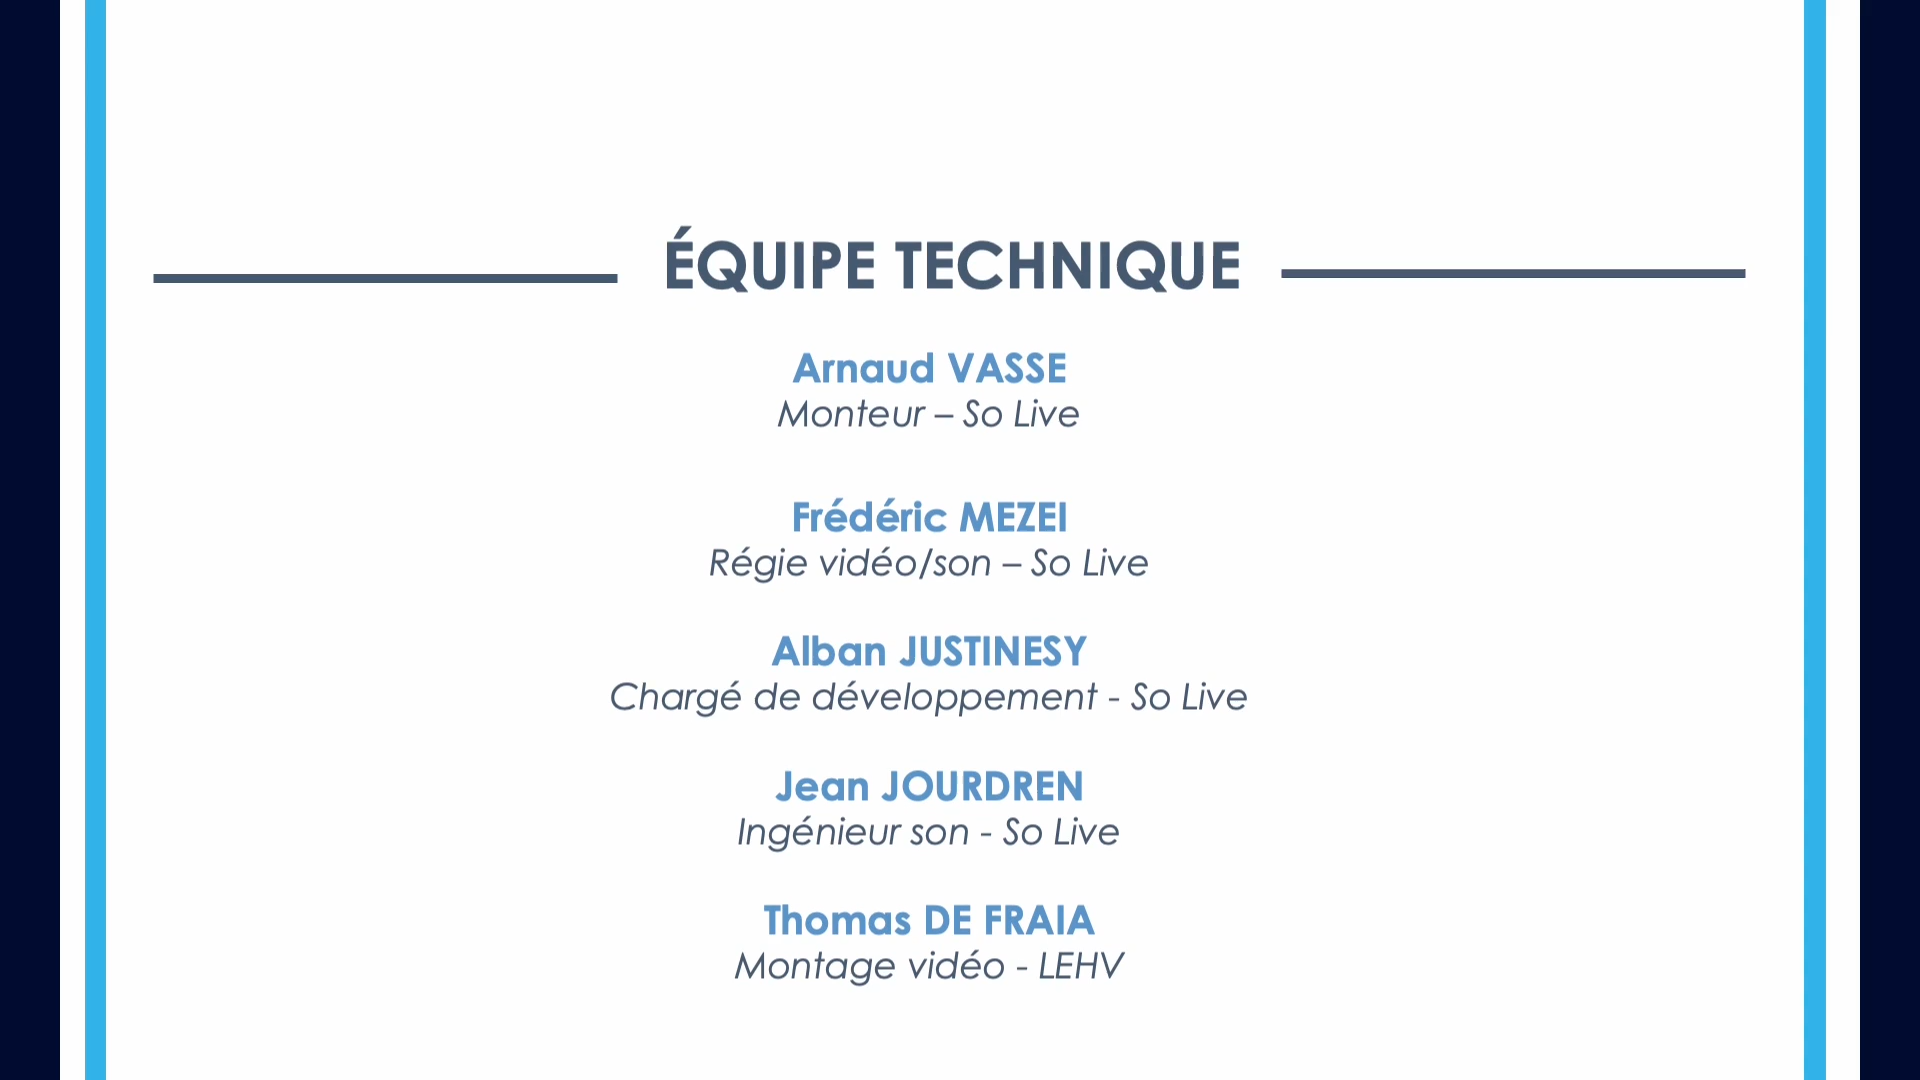 ÉQUIPE TECHNIQUE
Arnaud VASSE
Monteur – So Live
Frédéric MEZEI
Régie vidéo/son – So Live
Alban JUSTINESY
Chargé de développement - So Live
Jean JOURDREN
Ingénieur son - So Live
Thomas DE FRAIA
Montage vidéo - LEHV